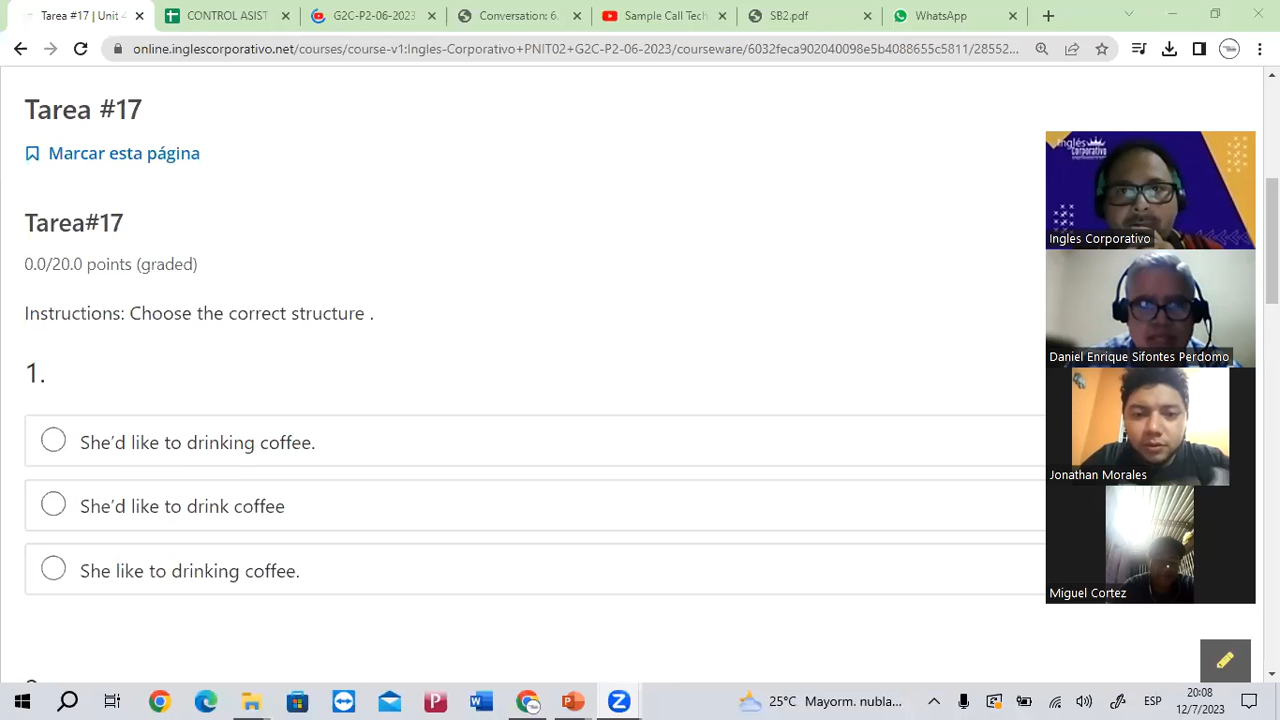 Tarea #17 | Unit 4
CONTROL ASIST
G2C-P2-06-2023
Conversation: 6.
Sample Call Tech
SB2.pdf
WhatsApp
online.inglescorporativo.net/courses/course-v1:Ingles-Corporativo+PNIT02+G2C-P2-06-2023/courseware/6032feca902040098e5b4088655c5811/28552...
Tarea #17
Marcar esta página
Tarea#17
0.0/20.0 points (graded)
Instructions: Choose the correct structure .
1.
She’d like to drinking coffee.
She’d like to drink coffee
She like to drinking coffee.
Inglés
Corporativo
Ingles Corporativo
Daniel Enrique Sifontes Perdomo
Jonathan Morales
Miguel Cortez
25°C Mayorm. nubla...
ESP
20:08
12/7/2023